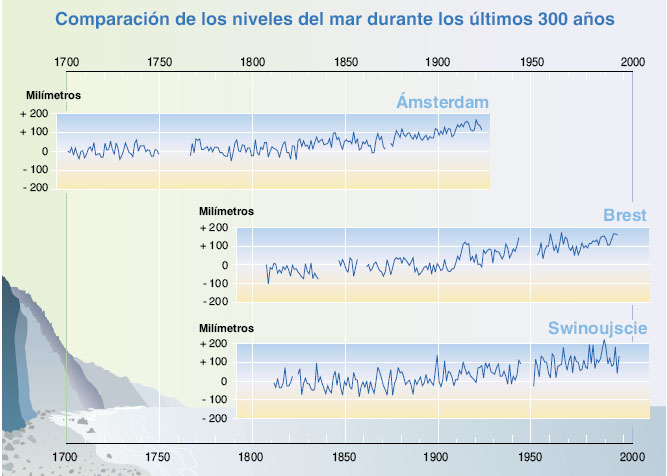 Comparación de los niveles del mar durante los últimos 300 años
1700 1750 1800 1850 1900 1950 2000
Milímetros
Ámsterdam
+ 200
+ 100
0
- 100
- 200
Milímetros
Brest
+ 200
+ 100
0
- 100
- 200
Milímetros
Swinoujscie
+ 200
+ 100
0
- 100
- 200
1700 1750 1800 1850 1900 1950 2000